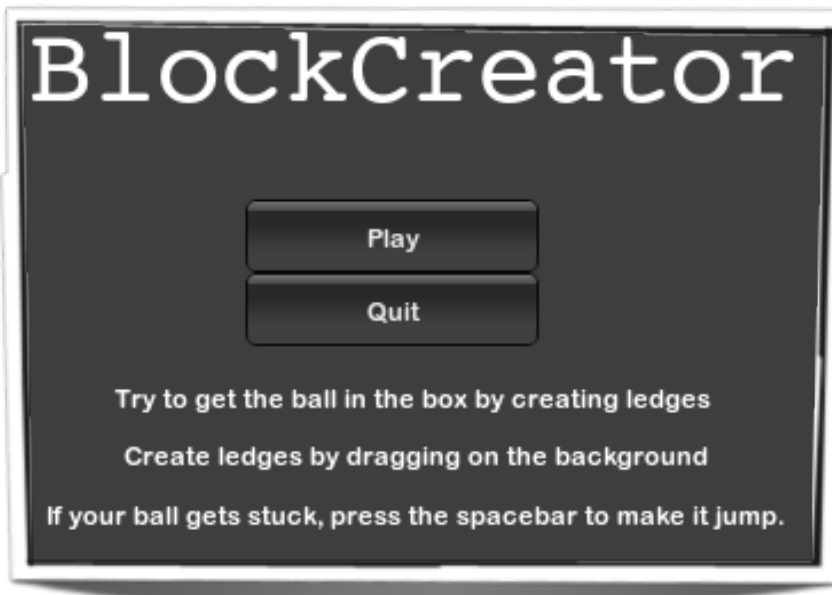 BlockCreator
Play
Quit
Try to get the ball in the box by creating ledges
Create ledges by dragging on the background
If your ball gets stuck, press the spacebar to make it jump.